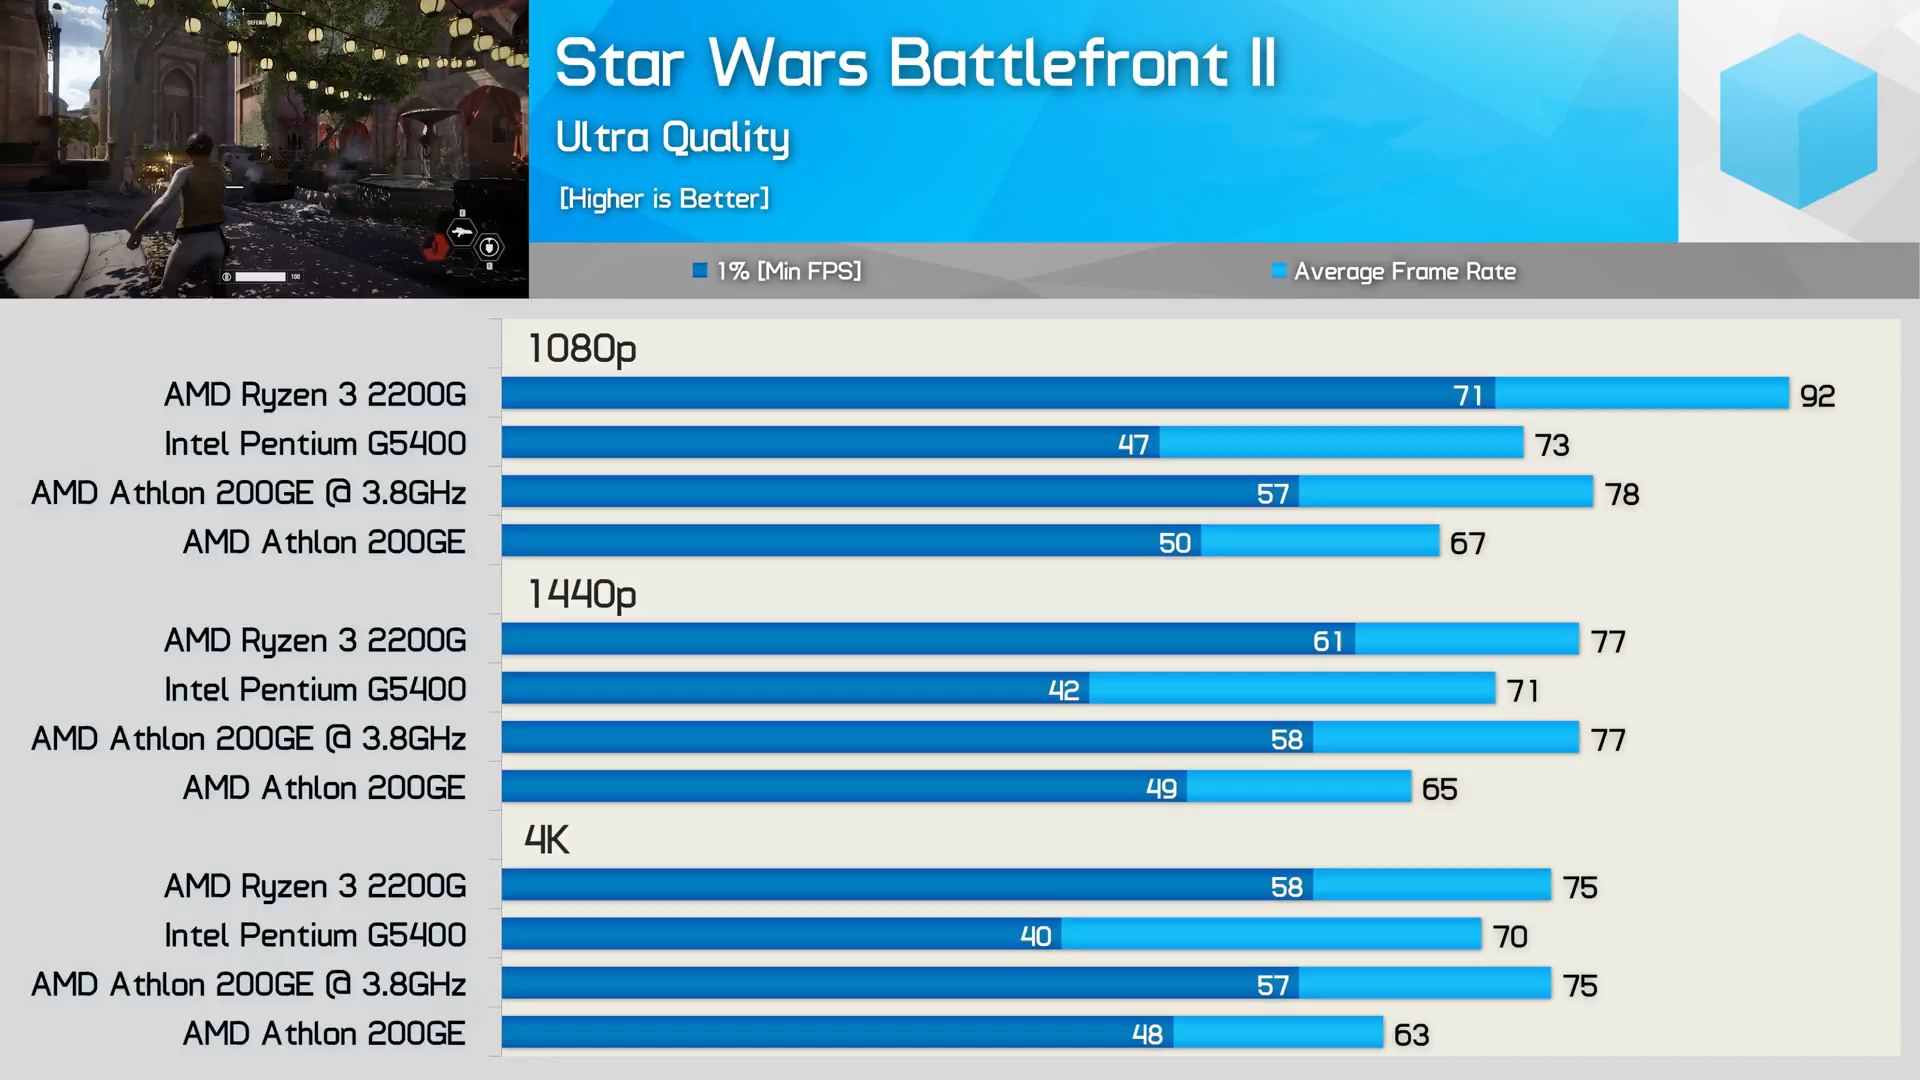 DEFEND
100
Star Wars Battlefront II
Ultra Quality
[Higher is Better]
1% [Min FPS]
Average Frame Rate
1080p
AMD Ryzen 3 2200G 71 92
Intel Pentium G5400 47 73
AMD Athlon 200GE @ 3.8GHz 57 78
AMD Athlon 200GE 50 67
1440p
AMD Ryzen 3 2200G 61 77
Intel Pentium G5400 42 71
AMD Athlon 200GE @ 3.8GHz 58 77
AMD Athlon 200GE 49 65
4K
AMD Ryzen 3 2200G 58 75
Intel Pentium G5400 40 70
AMD Athlon 200GE @ 3.8GHz 57 75
AMD Athlon 200GE 48 63